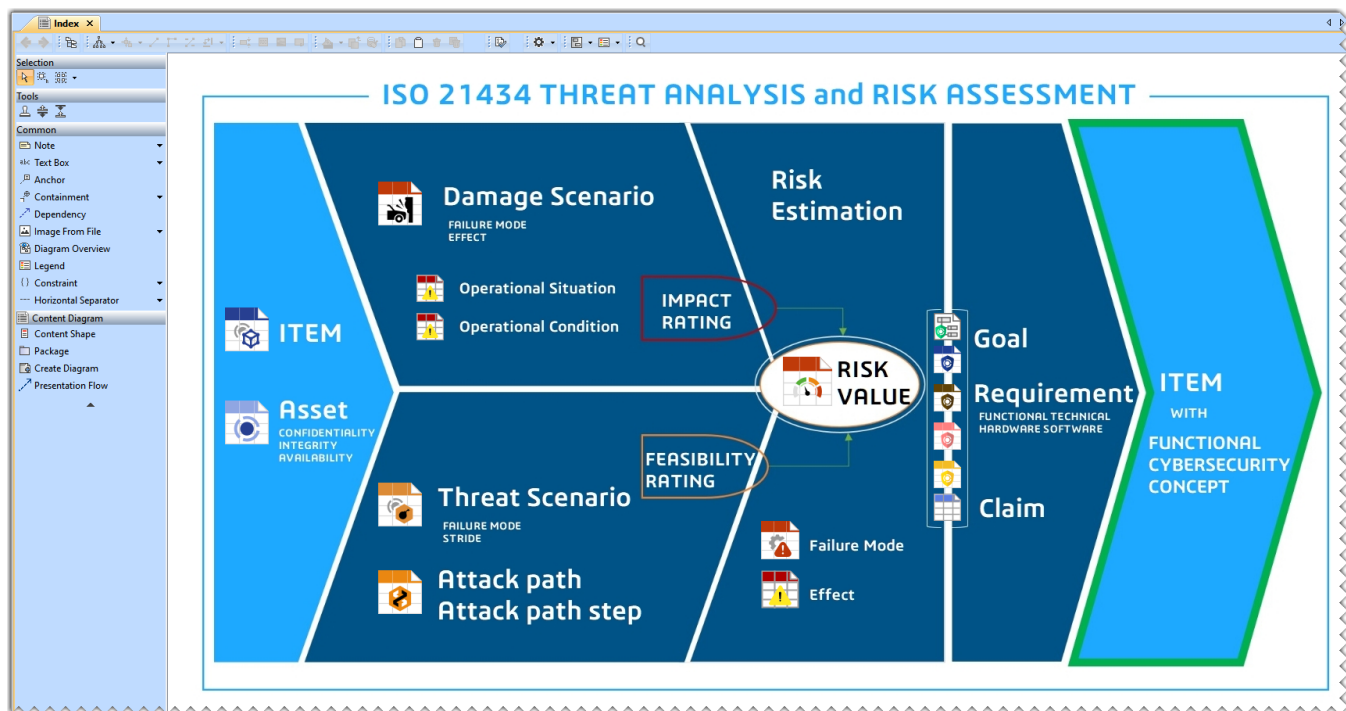 Index
Selection
Tools
Common
Note
abc Text Box
Anchor
Containment
Dependency
Image From File
Diagram Overview
Legend
{} Constraint
Horizontal Separator
Content Diagram
Content Shape
Package
Create Diagram
Presentation Flow
ISO 21434 THREAT ANALYSIS and RISK ASSESSMENT
ITEM
Asset
CONFIDENTIALITY
INTEGRITY
AVAILABILITY
Damage Scenario
FAILURE MODE
EFFECT
Operational Situation
Operational Condition
IMPACT
RATING
Threat Scenario
FAILURE MODE
STRIDE
Attack path
Attack path step
FEASIBILITY
RATING
Risk
Estimation
RISK
VALUE
Failure Mode
Effect
Goal
Requirement
FUNCTIONAL TECHNICAL
HARDWARE SOFTWARE
Claim
ITEM
WITH
FUNCTIONAL
CYBERSECURITY
CONCEPT